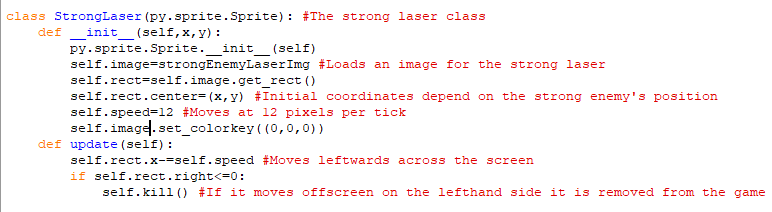 class StrongLaser(py.sprite.Sprite): #The strong laser class
    def __init__(self,x,y):
        py.sprite.Sprite.__init__(self)
        self.image=strongEnemyLaserImg #Loads an image for the strong laser
        self.rect=self.image.get_rect()
        self.rect.center=(x,y) #Initial coordinates depend on the strong enemy's position
        self.speed=12 #Moves at 12 pixels per tick
        self.image.set_colorkey((0,0,0))
    def update(self):
        self.rect.x-=self.speed #Moves leftwards across the screen
        if self.rect.right<=0:
            self.kill() #If it moves offscreen on the lefthand side it is removed from the game